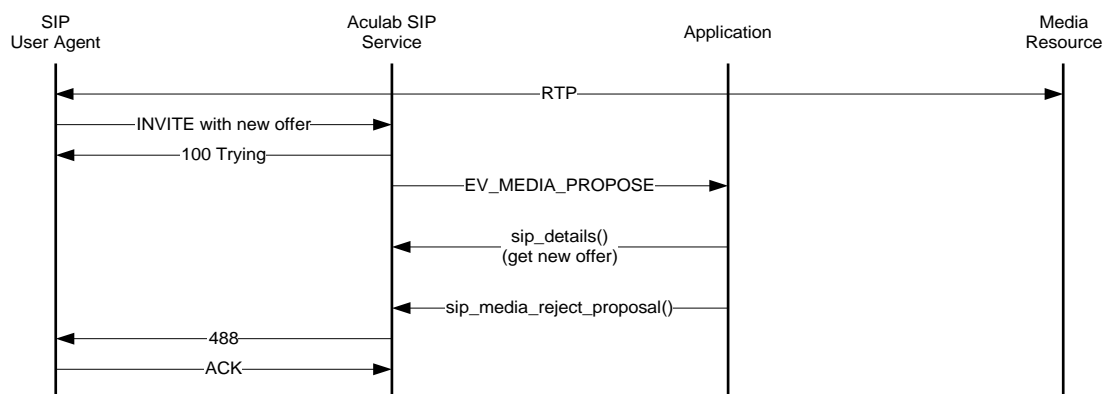 SIP
User Agent
Aculab SIP
Service
Application
Media
Resource
RTP
INVITE with new offer
100 Trying
EV_MEDIA_PROPOSE
sip_details()
(get new offer)
sip_media_reject_proposal()
488
ACK